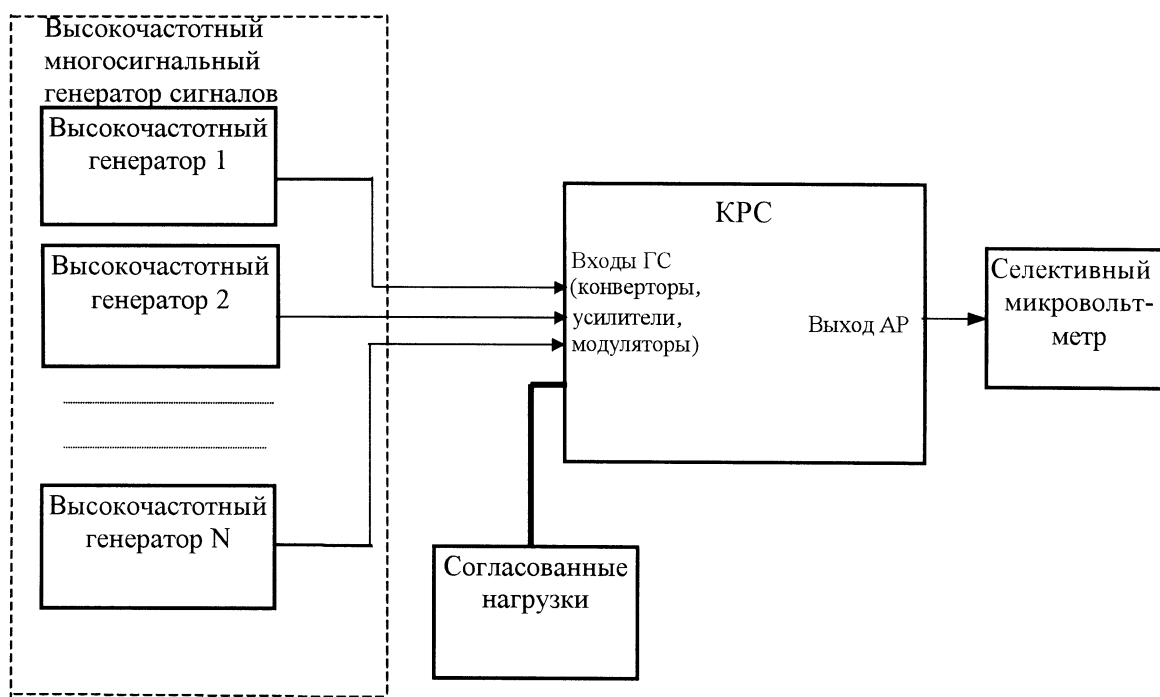 Высокочастотный
многосигнальный
генератор сигналов
Высокочастотный
генератор 1
Высокочастотный
генератор 2
Высокочастотный
генератор N
КРС
Входы ГС
(конверторы,
усилители,
модуляторы)
Выход АР
Согласованные
нагрузки
Селективный
микровольт-
метр